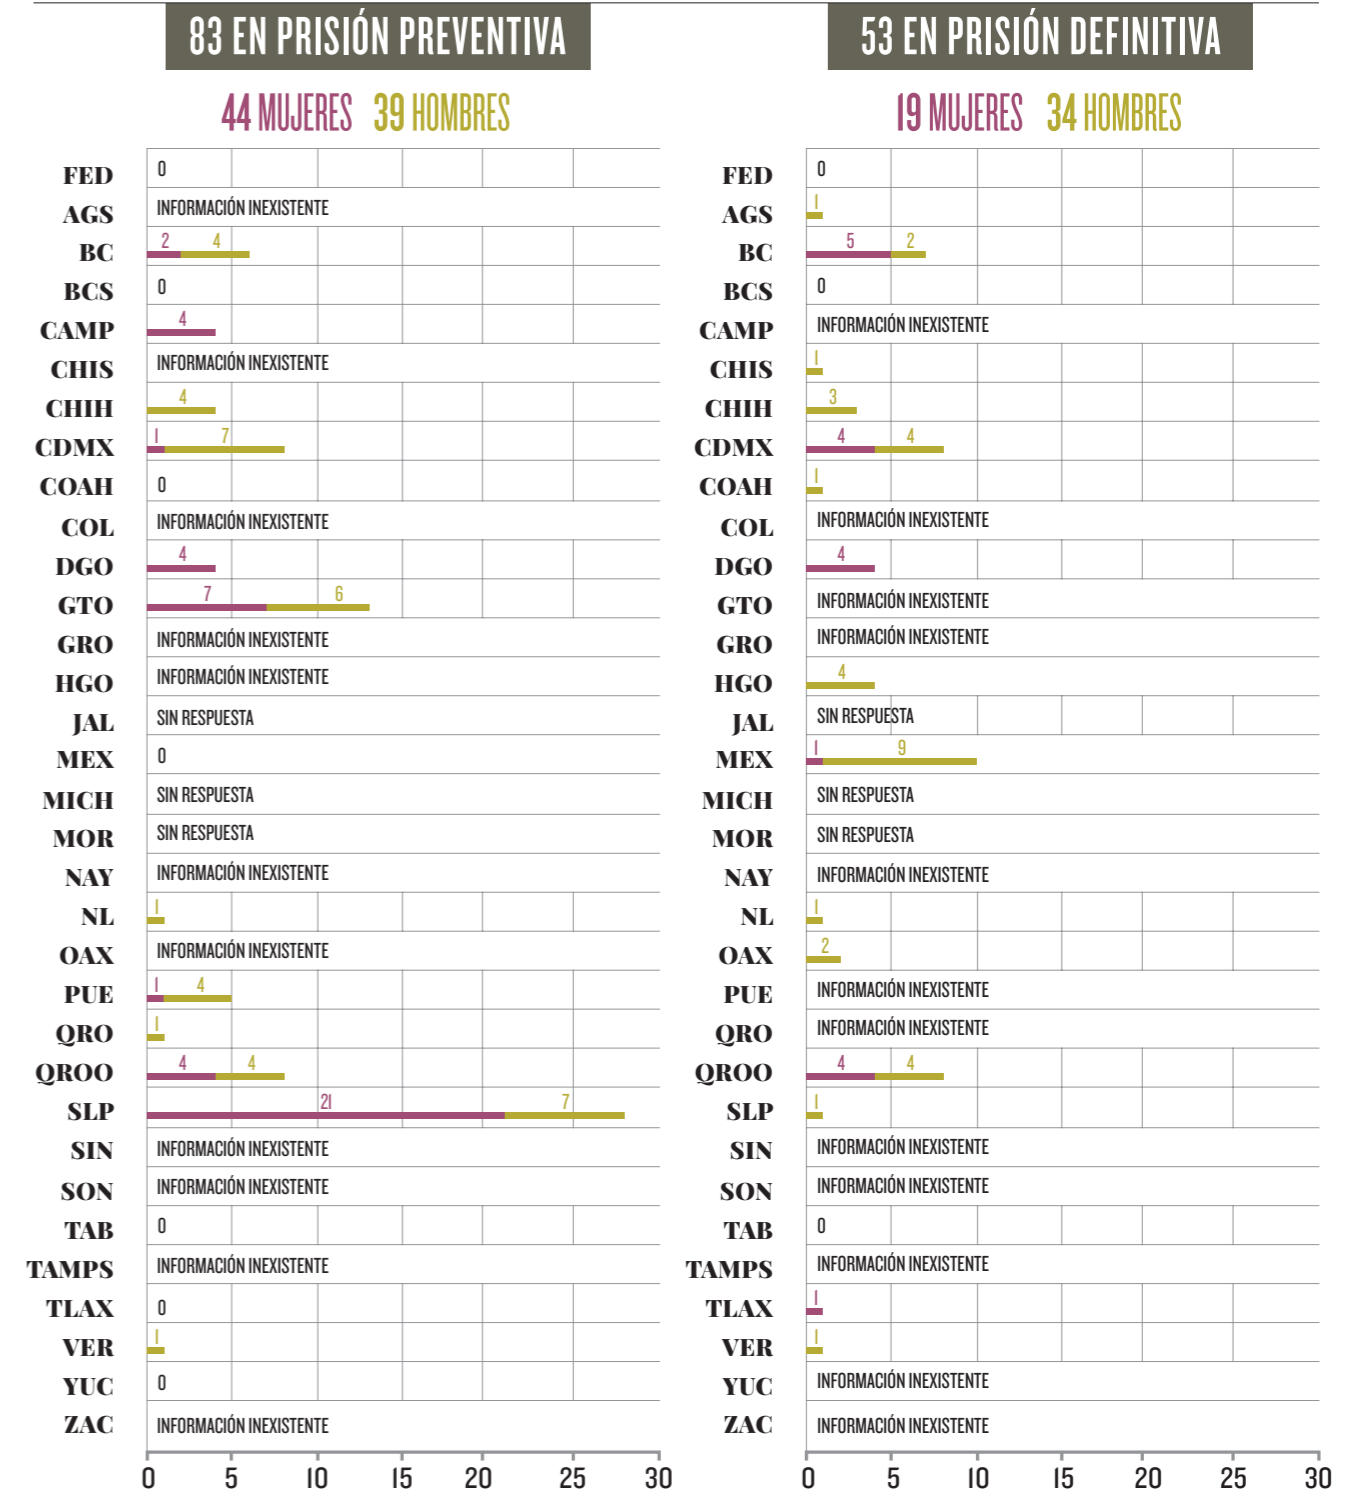 83 EN PRISIÓN PREVENTIVA
44 MUJERES 39 HOMBRES
FED 0
AGS INFORMACIÓN INEXISTENTE
BC 2 4
BCS 0
CAMP 4
CHIS INFORMACIÓN INEXISTENTE
CHIH 4
CDMX 1 7
COAH 0
COL INFORMACIÓN INEXISTENTE
DGO 4
GTO 7 6
GRO INFORMACIÓN INEXISTENTE
HGO INFORMACIÓN INEXISTENTE
JAL SIN RESPUESTA
MEX 0
MICH SIN RESPUESTA
MOR SIN RESPUESTA
NAY INFORMACIÓN INEXISTENTE
NL 1
OAX INFORMACIÓN INEXISTENTE
PUE 1 4
QRO 1
QROO 4 4
SLP 21 7
SIN INFORMACIÓN INEXISTENTE
SON INFORMACIÓN INEXISTENTE
TAB 0
TAMPS INFORMACIÓN INEXISTENTE
TLAX 0
VER 1
YUC 0
ZAC INFORMACIÓN INEXISTENTE
0 5 10 15 20 25 30
53 EN PRISIÓN DEFINITIVA
19 MUJERES 34 HOMBRES
FED 0
AGS 1
BC 5 2
BCS 0
CAMP INFORMACIÓN INEXISTENTE
CHIS 1
CHIH 3
CDMX 4 4
COAH 1
COL INFORMACIÓN INEXISTENTE
DGO 4
GTO INFORMACIÓN INEXISTENTE
GRO INFORMACIÓN INEXISTENTE
HGO 4
JAL SIN RESPUESTA
MEX 1 9
MICH SIN RESPUESTA
MOR SIN RESPUESTA
NAY INFORMACIÓN INEXISTENTE
NL 1
OAX 2
PUE INFORMACIÓN INEXISTENTE
QRO INFORMACIÓN INEXISTENTE
QROO 4 4
SLP 1
SIN INFORMACIÓN INEXISTENTE
SON INFORMACIÓN INEXISTENTE
TAB 0
TAMPS INFORMACIÓN INEXISTENTE
TLAX 1
VER 1
YUC INFORMACIÓN INEXISTENTE
ZAC INFORMACIÓN INEXISTENTE
0 5 10 15 20 25 30